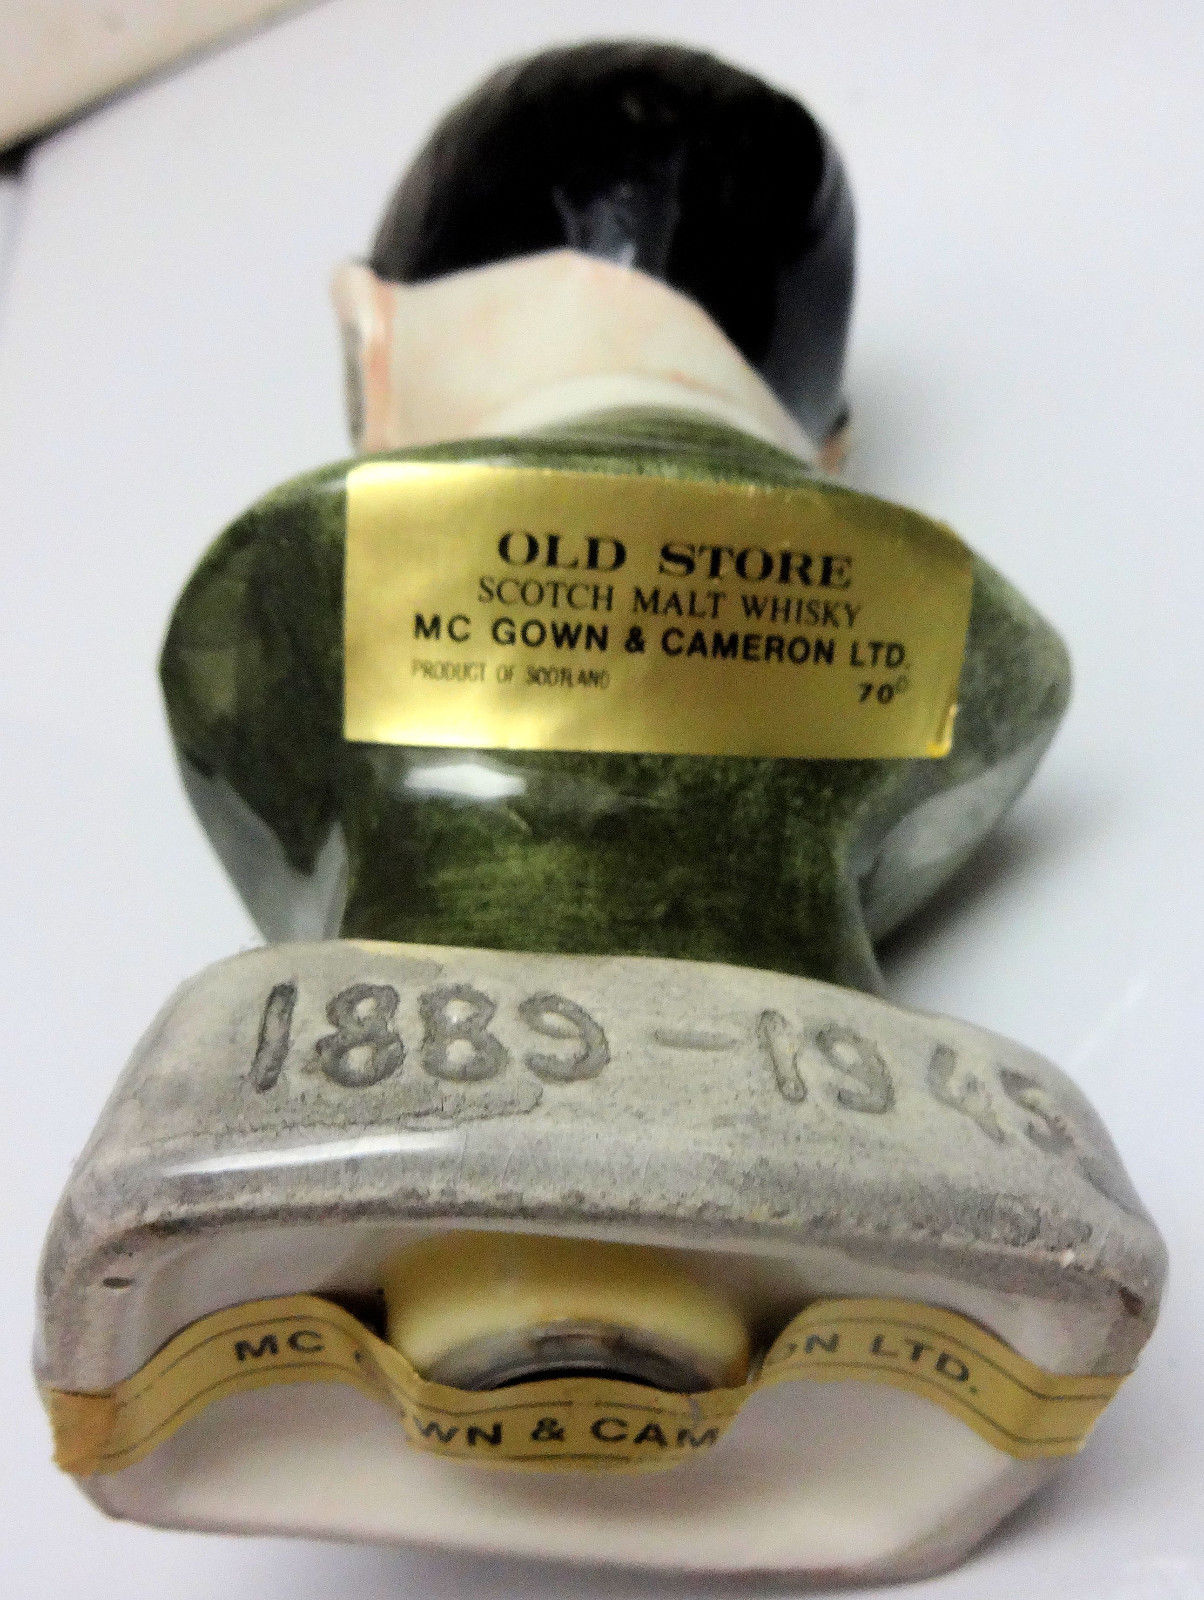 OLD STORE
SCOTCH MALT WHISKY
MC GOWN & CAMERON LTD.
PRODUCT OF SCOTLAND
70°
1889-1945
MC
WN & CAM
ON LTD.